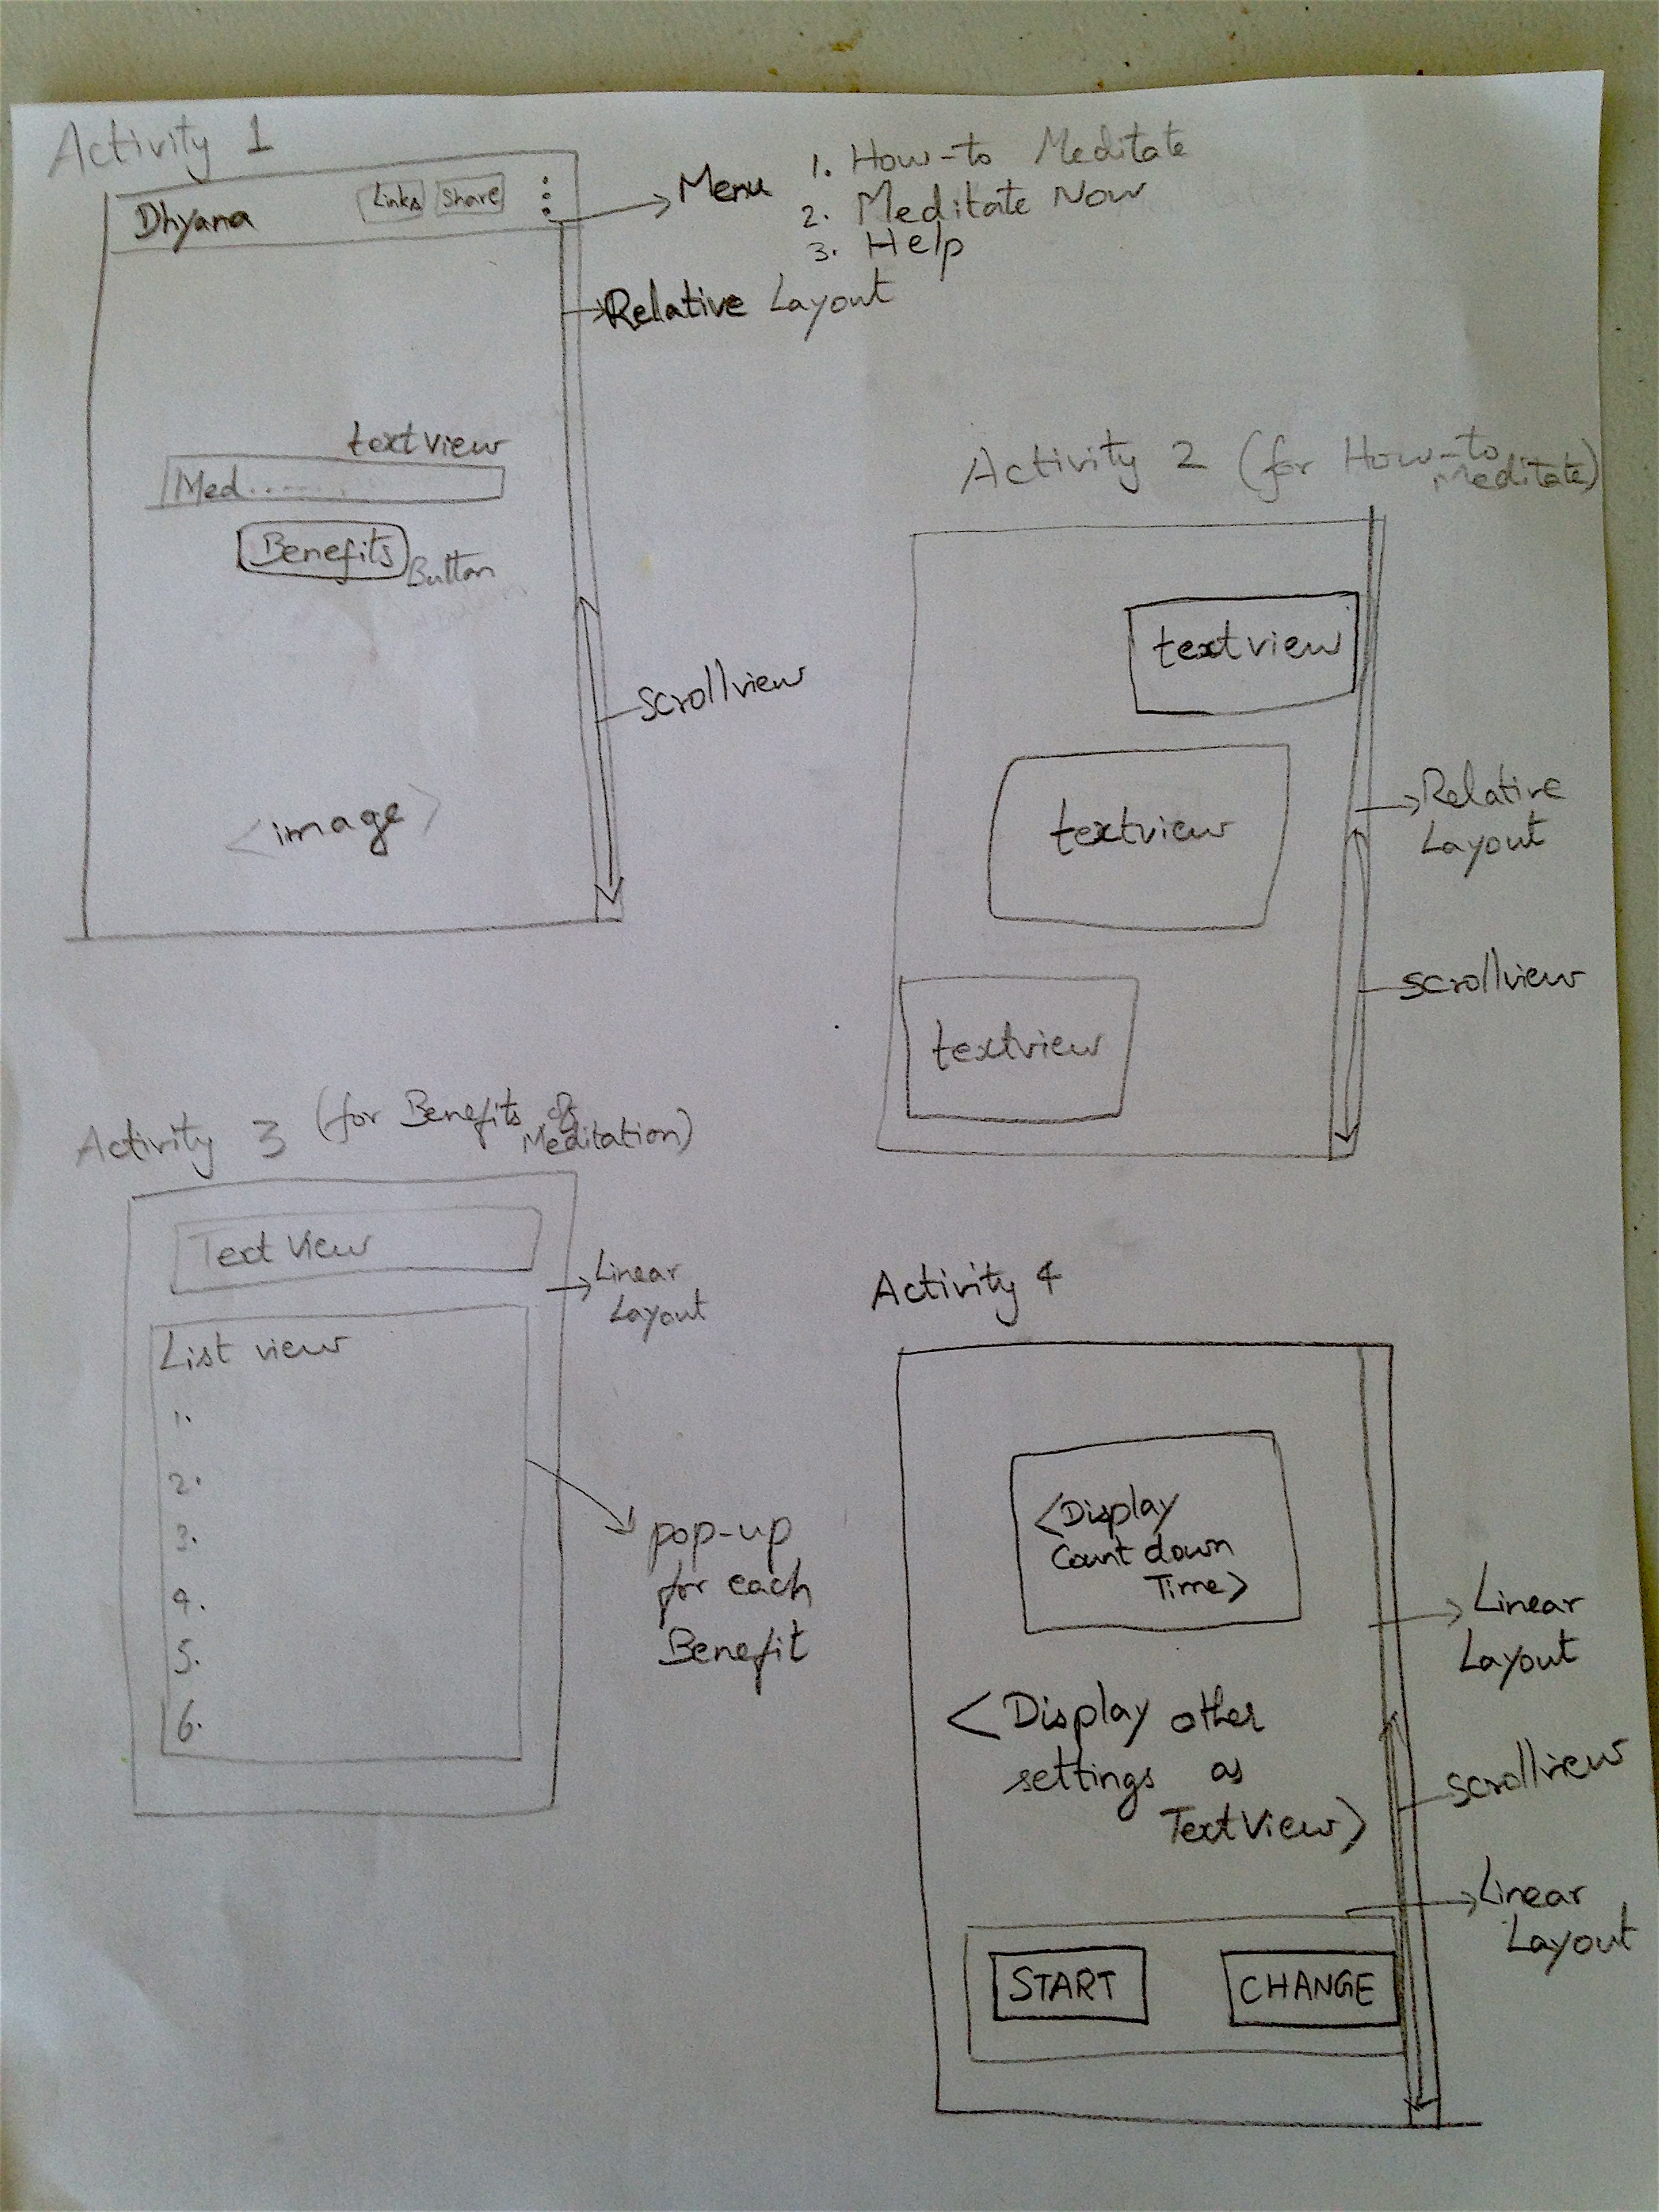 Activity 1
Dhyana Links Share
Menu 1. How-to Meditate
2. Meditate Now
3. Help
Relative Layout
textview
Med.......
Benefits
Button
scrollview
<image>
Activity 2 (for How-to
Meditate)
textview
textview
textview
Relative
Layout
scrollview
Activity 3 (for Benefits of
Meditation)
Text View
Linear
Layout
List view
1.
2.
3.
4.
5.
6.
pop-up
for each
Benefit
Activity 4
<Display
Count down
Time>
Linear
Layout
<Display other
settings as
TextView>
scrollview
Linear
Layout
START CHANGE